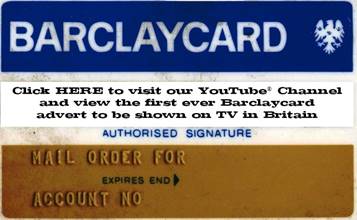 BARCLAYCARD
Click HERE to visit our YouTube® Channel
and view the first ever Barclaycard
advert to be shown on TV in Britain
AUTHORISED SIGNATURE
MAIL ORDER FOR
EXPIRES END
ACCOUNT NO